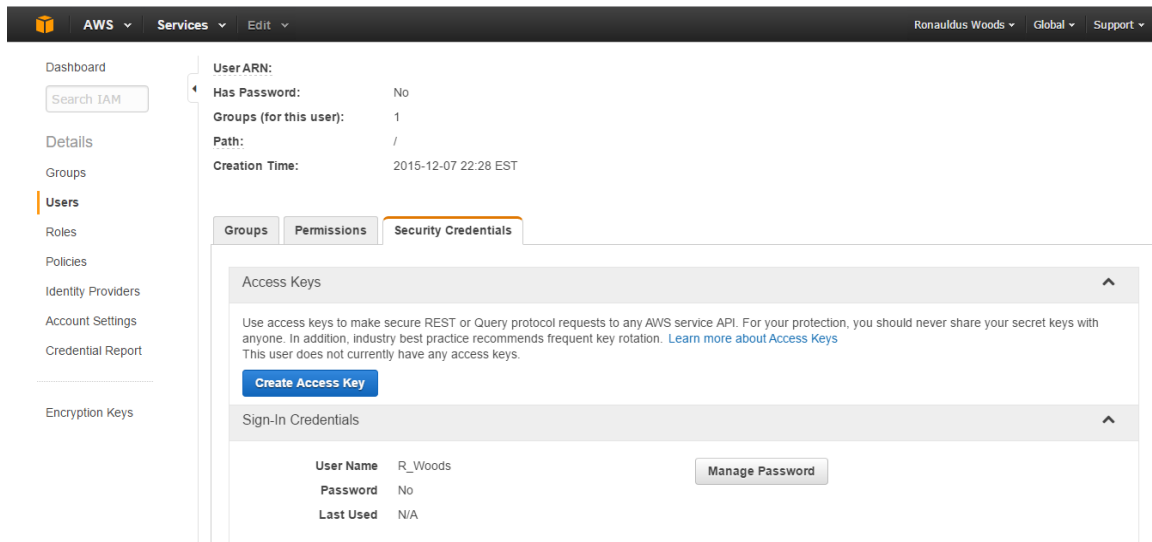 AWS Services Edit Ronauldus Woods Global Support
Dashboard
Search IAM
Details
Groups
Users
Roles
Policies
Identity Providers
Account Settings
Credential Report
Encryption Keys
User ARN:
Has Password: No
Groups (for this user): 1
Path: /
Creation Time: 2015-12-07 22:28 EST
Groups Permissions Security Credentials
Access Keys
Use access keys to make secure REST or Query protocol requests to any AWS service API. For your protection, you should never share your secret keys with
anyone. In addition, industry best practice recommends frequent key rotation. Learn more about Access Keys
This user does not currently have any access keys.
Create Access Key
Sign-In Credentials
User Name R_Woods
Manage Password
Password No
Last Used N/A